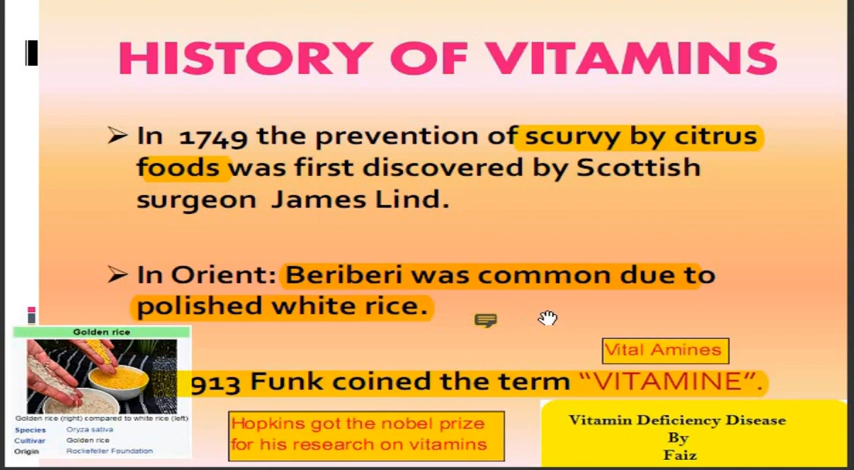 HISTORY OF VITAMINS
➢ In 1749 the prevention of scurvy by citrus
foods was first discovered by Scottish
surgeon James Lind.
➢ In Orient: Beriberi was common due to
polished white rice.
Golden rice
Vital Amines
913 Funk coined the term “VITAMINE”.
Golden rice (right) compared to white rice (left)
Species Oryza sativa
Cultivar Golden rice
Origin Rockefeller Foundation
Hopkins got the nobel prize
for his research on vitamins
Vitamin Deficiency Disease
By
Faiz